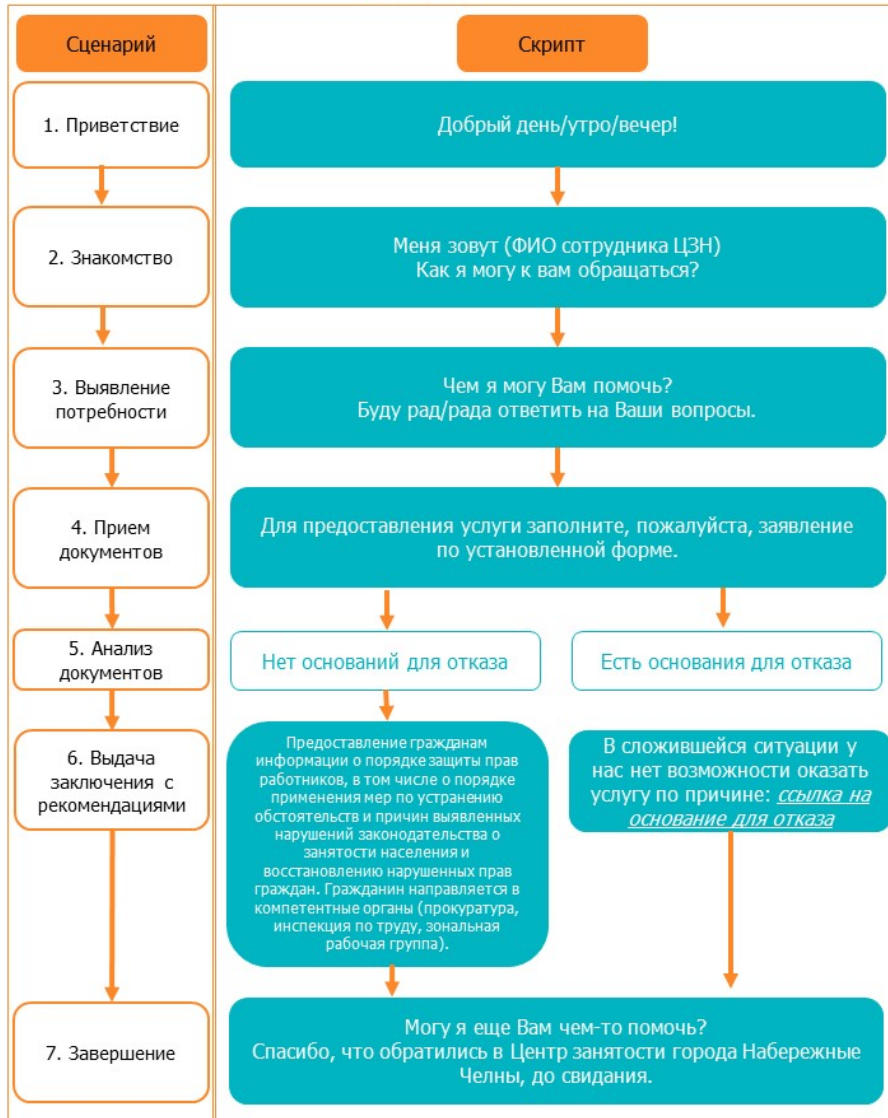 Сценарий
Скрипт
1. Приветствие
Добрый день/утро/вечер!
2. Знакомство
Меня зовут (ФИО сотрудника ЦЗН)
Как я могу к вам обращаться?
3. Выявление
потребности
Чем я могу Вам помочь?
Буду рад/рада ответить на Ваши вопросы.
4. Прием
документов
Для предоставления услуги заполните, пожалуйста, заявление
по установленной форме.
5. Анализ
документов
Нет оснований для отказа
Есть основания для отказа
6. Выдача
заключения с
рекомендациями
Предоставление гражданам
информации о порядке защиты прав
работников, в том числе о порядке
применения мер по устранению
обстоятельств и причин выявленных
нарушений законодательства о
занятости населения и
восстановлению нарушенных прав
граждан. Гражданин направляется в
компетентные органы (прокуратура,
инспекция по труду, зональная
рабочая группа).
В сложившейся ситуации у
нас нет возможности оказать
услугу по причине: ссылка на
основание для отказа
7. Завершение
Могу я еще Вам чем-то помочь?
Спасибо, что обратились в Центр занятости города Набережные
Челны, до свидания.